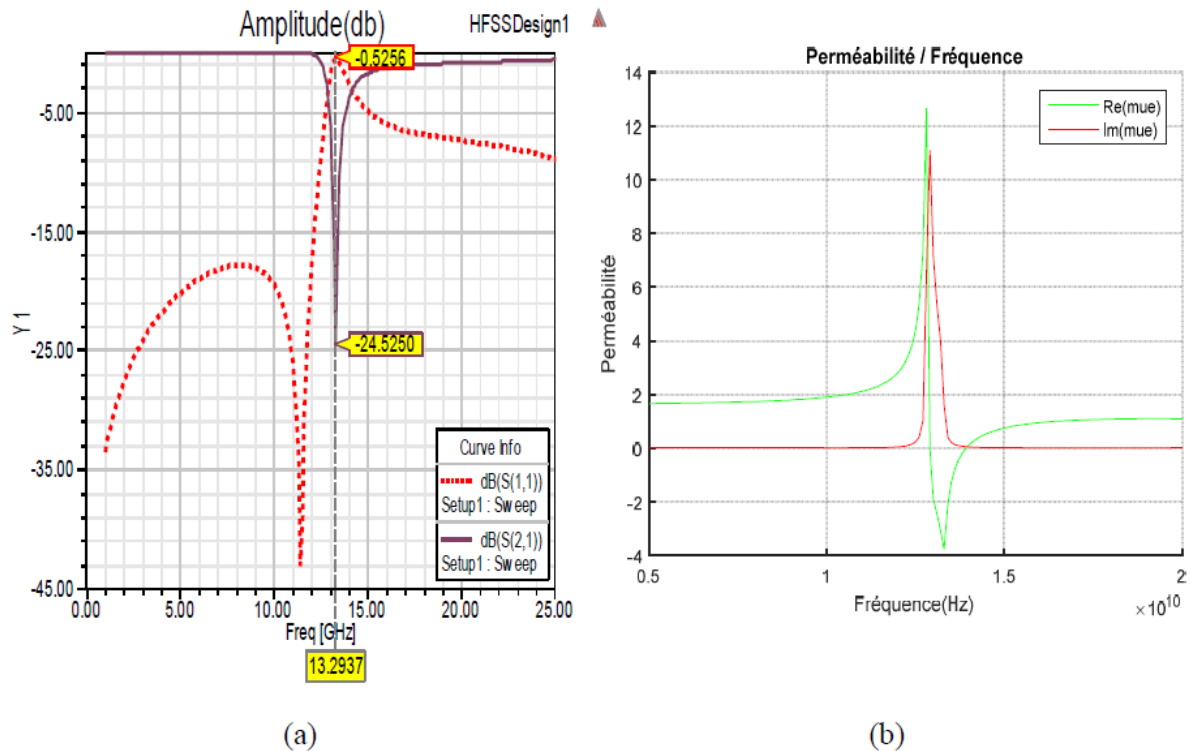 Amplitude(db)
HFSSDesign1
-0.5256
-5.00
-15.00
Y 1
-24.5250
-25.00
Curve Info
dB(S(1,1))
Setup1 : Sweep
dB(S(2,1))
Setup1 : Sweep
-35.00
-45.00
0.00 5.00 10.00 15.00 20.00 25.00
Freq [GHz]
13.2937
(a)
Perméabilité / Fréquence
Re(mue)
Im(mue)
14
12
10
8
6
4
2
0
-2
-4
Perméabilité
0.5 1 1.5 2
Fréquence(Hz)
×10^10
(b)